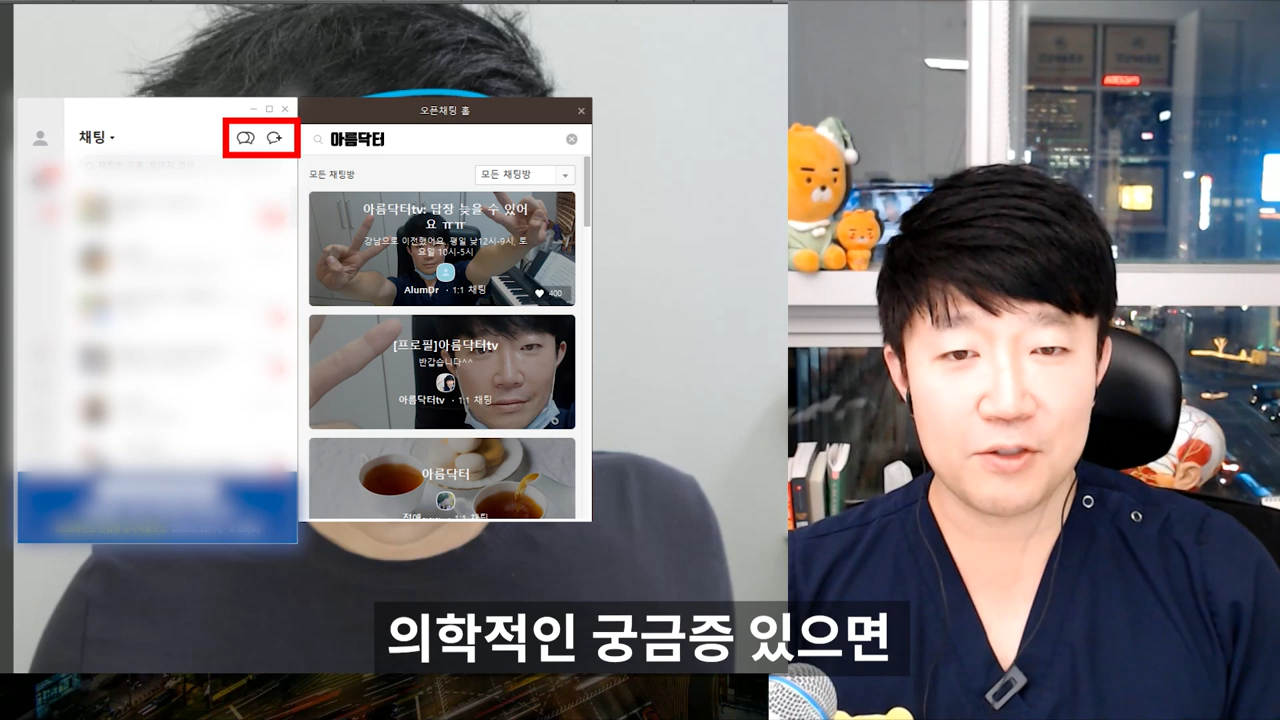 오픈채팅 홈
채팅
아름닥터
모든 채팅방
모든 채팅방
아름닥터tv: 답장 늦을 수 있어
요 ㅠㅠ
강남으로 이전했어요, 평일 낮12시-9시, 토
요일 10시-5시
AlumDr · 1:1 채팅
400
[프로필]아름닥터tv
반갑습니다^^
아름닥터tv · 1:1 채팅
아름닥터
의학적인 궁금증 있으면